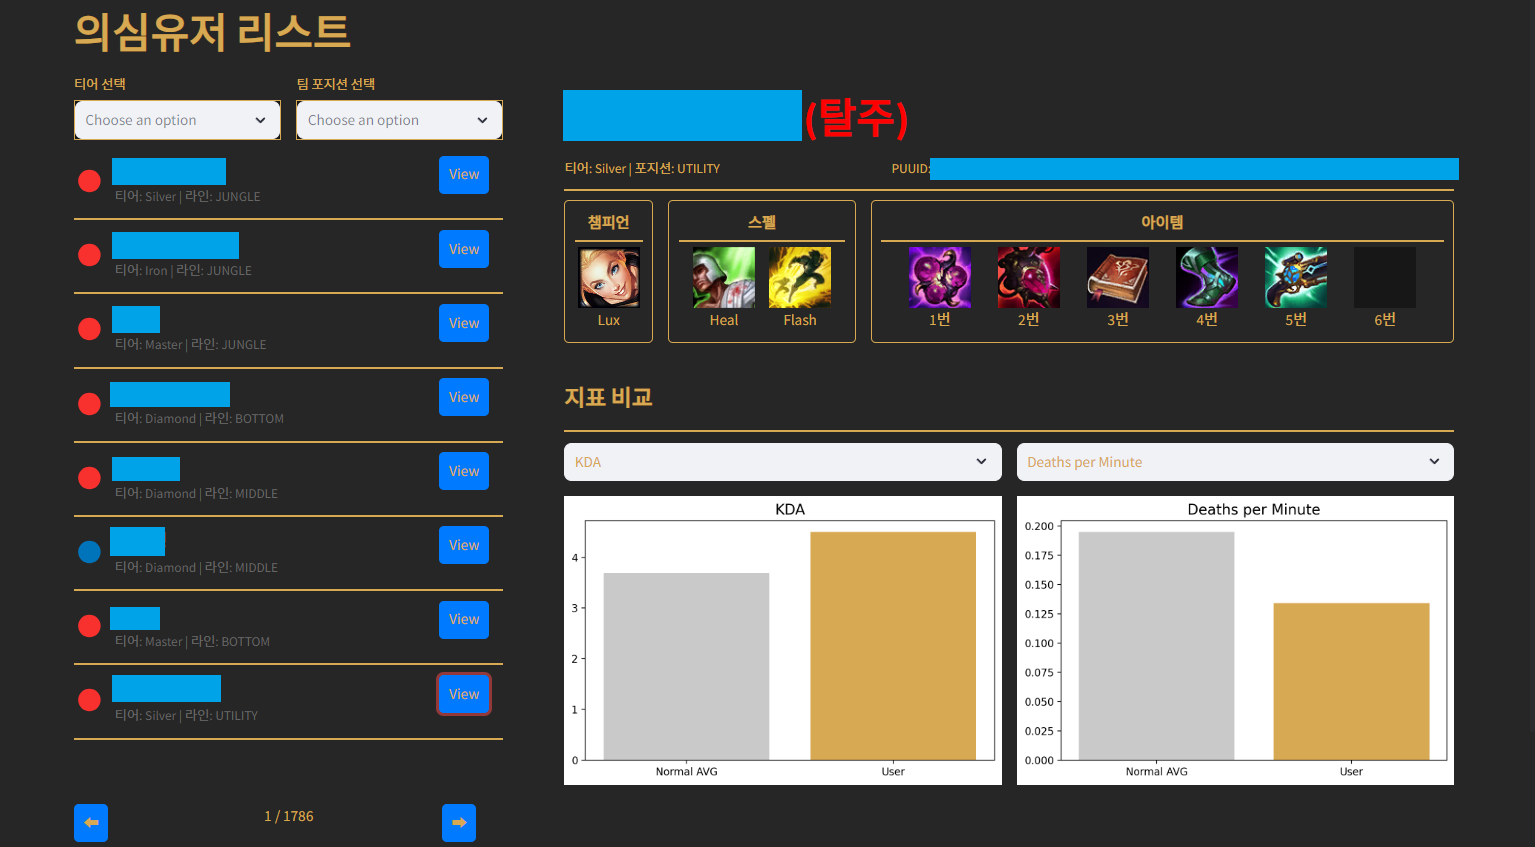 의심유저 리스트
티어 선택
팀 포지션 선택
Choose an option
Choose an option
View
티어: Silver | 라인: JUNGLE
View
티어: Iron | 라인: JUNGLE
View
티어: Master | 라인: JUNGLE
View
티어: Diamond | 라인: BOTTOM
View
티어: Diamond | 라인: MIDDLE
View
티어: Diamond | 라인: MIDDLE
View
티어: Master | 라인: BOTTOM
View
티어: Silver | 라인: UTILITY
1 / 1786
(탈주)
티어: Silver | 포지션: UTILITY
PUUID:
챔피언
Lux
스펠
Heal
Flash
아이템
1번
2번
3번
4번
5번
6번
지표 비교
KDA
Deaths per Minute
KDA
4
3
2
1
0
Normal AVG
User
Deaths per Minute
0.200
0.175
0.150
0.125
0.100
0.075
0.050
0.025
0.000
Normal AVG
User